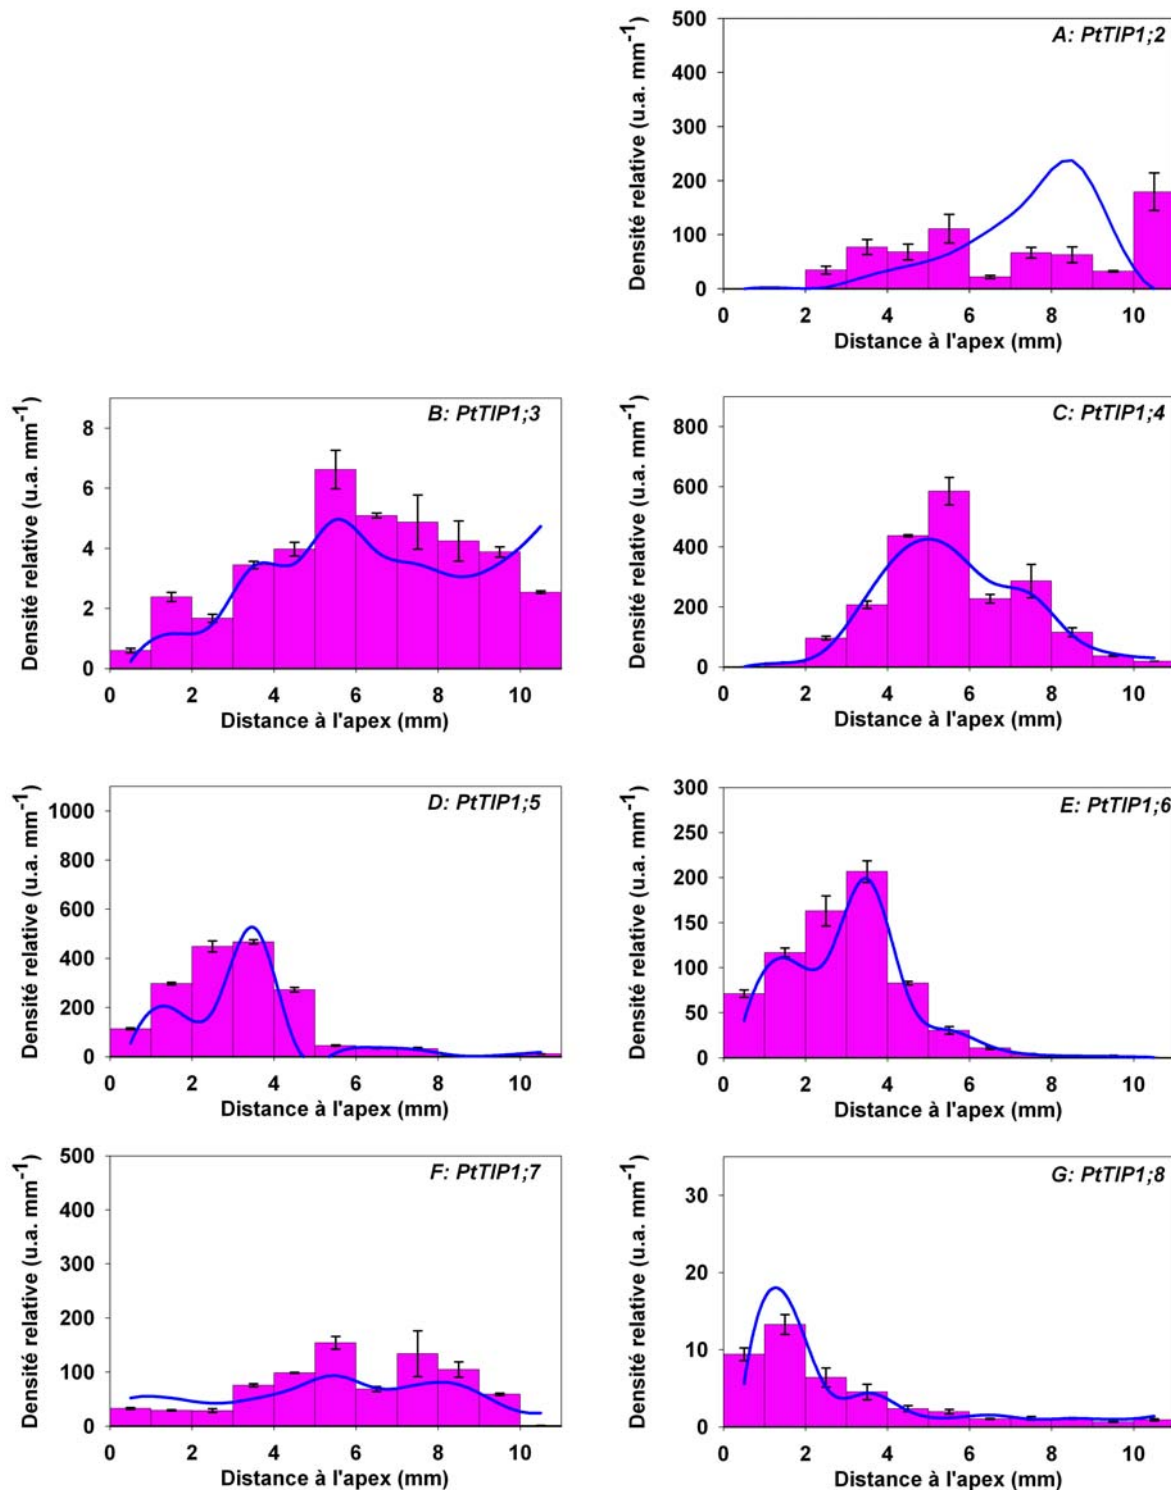 A: PtTIP1;2
Densité relative (u.a. mm-1)
500
400
300
200
100
0
0 2 4 6 8 10
Distance à l'apex (mm)
B: PtTIP1;3
Densité relative (u.a. mm-1)
8
6
4
2
0
0 2 4 6 8 10
Distance à l'apex (mm)
C: PtTIP1;4
Densité relative (u.a. mm-1)
800
600
400
200
0
0 2 4 6 8 10
Distance à l'apex (mm)
D: PtTIP1;5
Densité relative (u.a. mm-1)
1000
800
600
400
200
0
0 2 4 6 8 10
Distance à l'apex (mm)
E: PtTIP1;6
Densité relative (u.a. mm-1)
300
250
200
150
100
50
0
0 2 4 6 8 10
Distance à l'apex (mm)
F: PtTIP1;7
Densité relative (u.a. mm-1)
500
400
300
200
100
0
0 2 4 6 8 10
Distance à l'apex (mm)
G: PtTIP1;8
Densité relative (u.a. mm-1)
30
20
10
0
0 2 4 6 8 10
Distance à l'apex (mm)